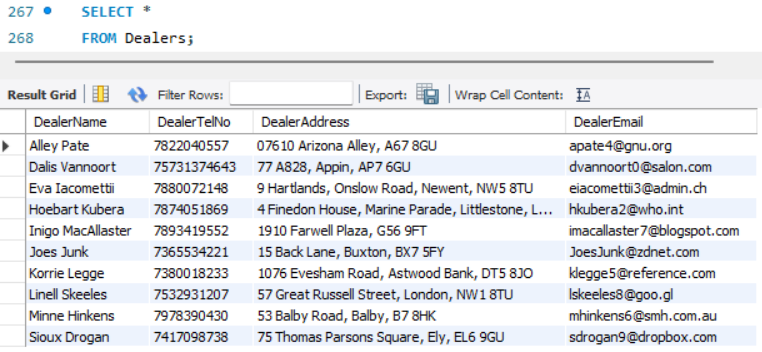 267 SELECT *
268 FROM Dealers;
Result Grid Filter Rows: Export: Wrap Cell Content:
DealerName DealerTelNo DealerAddress DealerEmail
Alley Pate 7822040557 07610 Arizona Alley, A67 8GU apate4@gnu.org
Dalis Vannoort 75731374643 77 A828, Appin, AP7 6GU dvannoort0@salon.com
Eva Iacomettii 7880072148 9 Hartlands, Onslow Road, Newent, NW5 8TU eiacomettii3@admin.ch
Hoebart Kubera 7874051869 4 Finedon House, Marine Parade, Littlestone, L... hkubera2@who.int
Inigo MacAllaster 7893419552 1910 Farwell Plaza, G56 9FT imacallaster7@blogspot.com
Joes Junk 7365534221 15 Back Lane, Buxton, BX7 5FY JoesJunk@zdnet.com
Korrie Legge 7380018233 1076 Evesham Road, Astwood Bank, DT5 8JO klegge5@reference.com
Linell Skeeles 7532931207 57 Great Russell Street, London, NW1 8TU lskeeles8@goo.gl
Minne Hinkens 7978390430 53 Balby Road, Balby, B7 8HK mhinkens6@smh.com.au
Sioux Drogan 7417098738 75 Thomas Parsons Square, Ely, EL6 9GU sdrogan9@dropbox.com